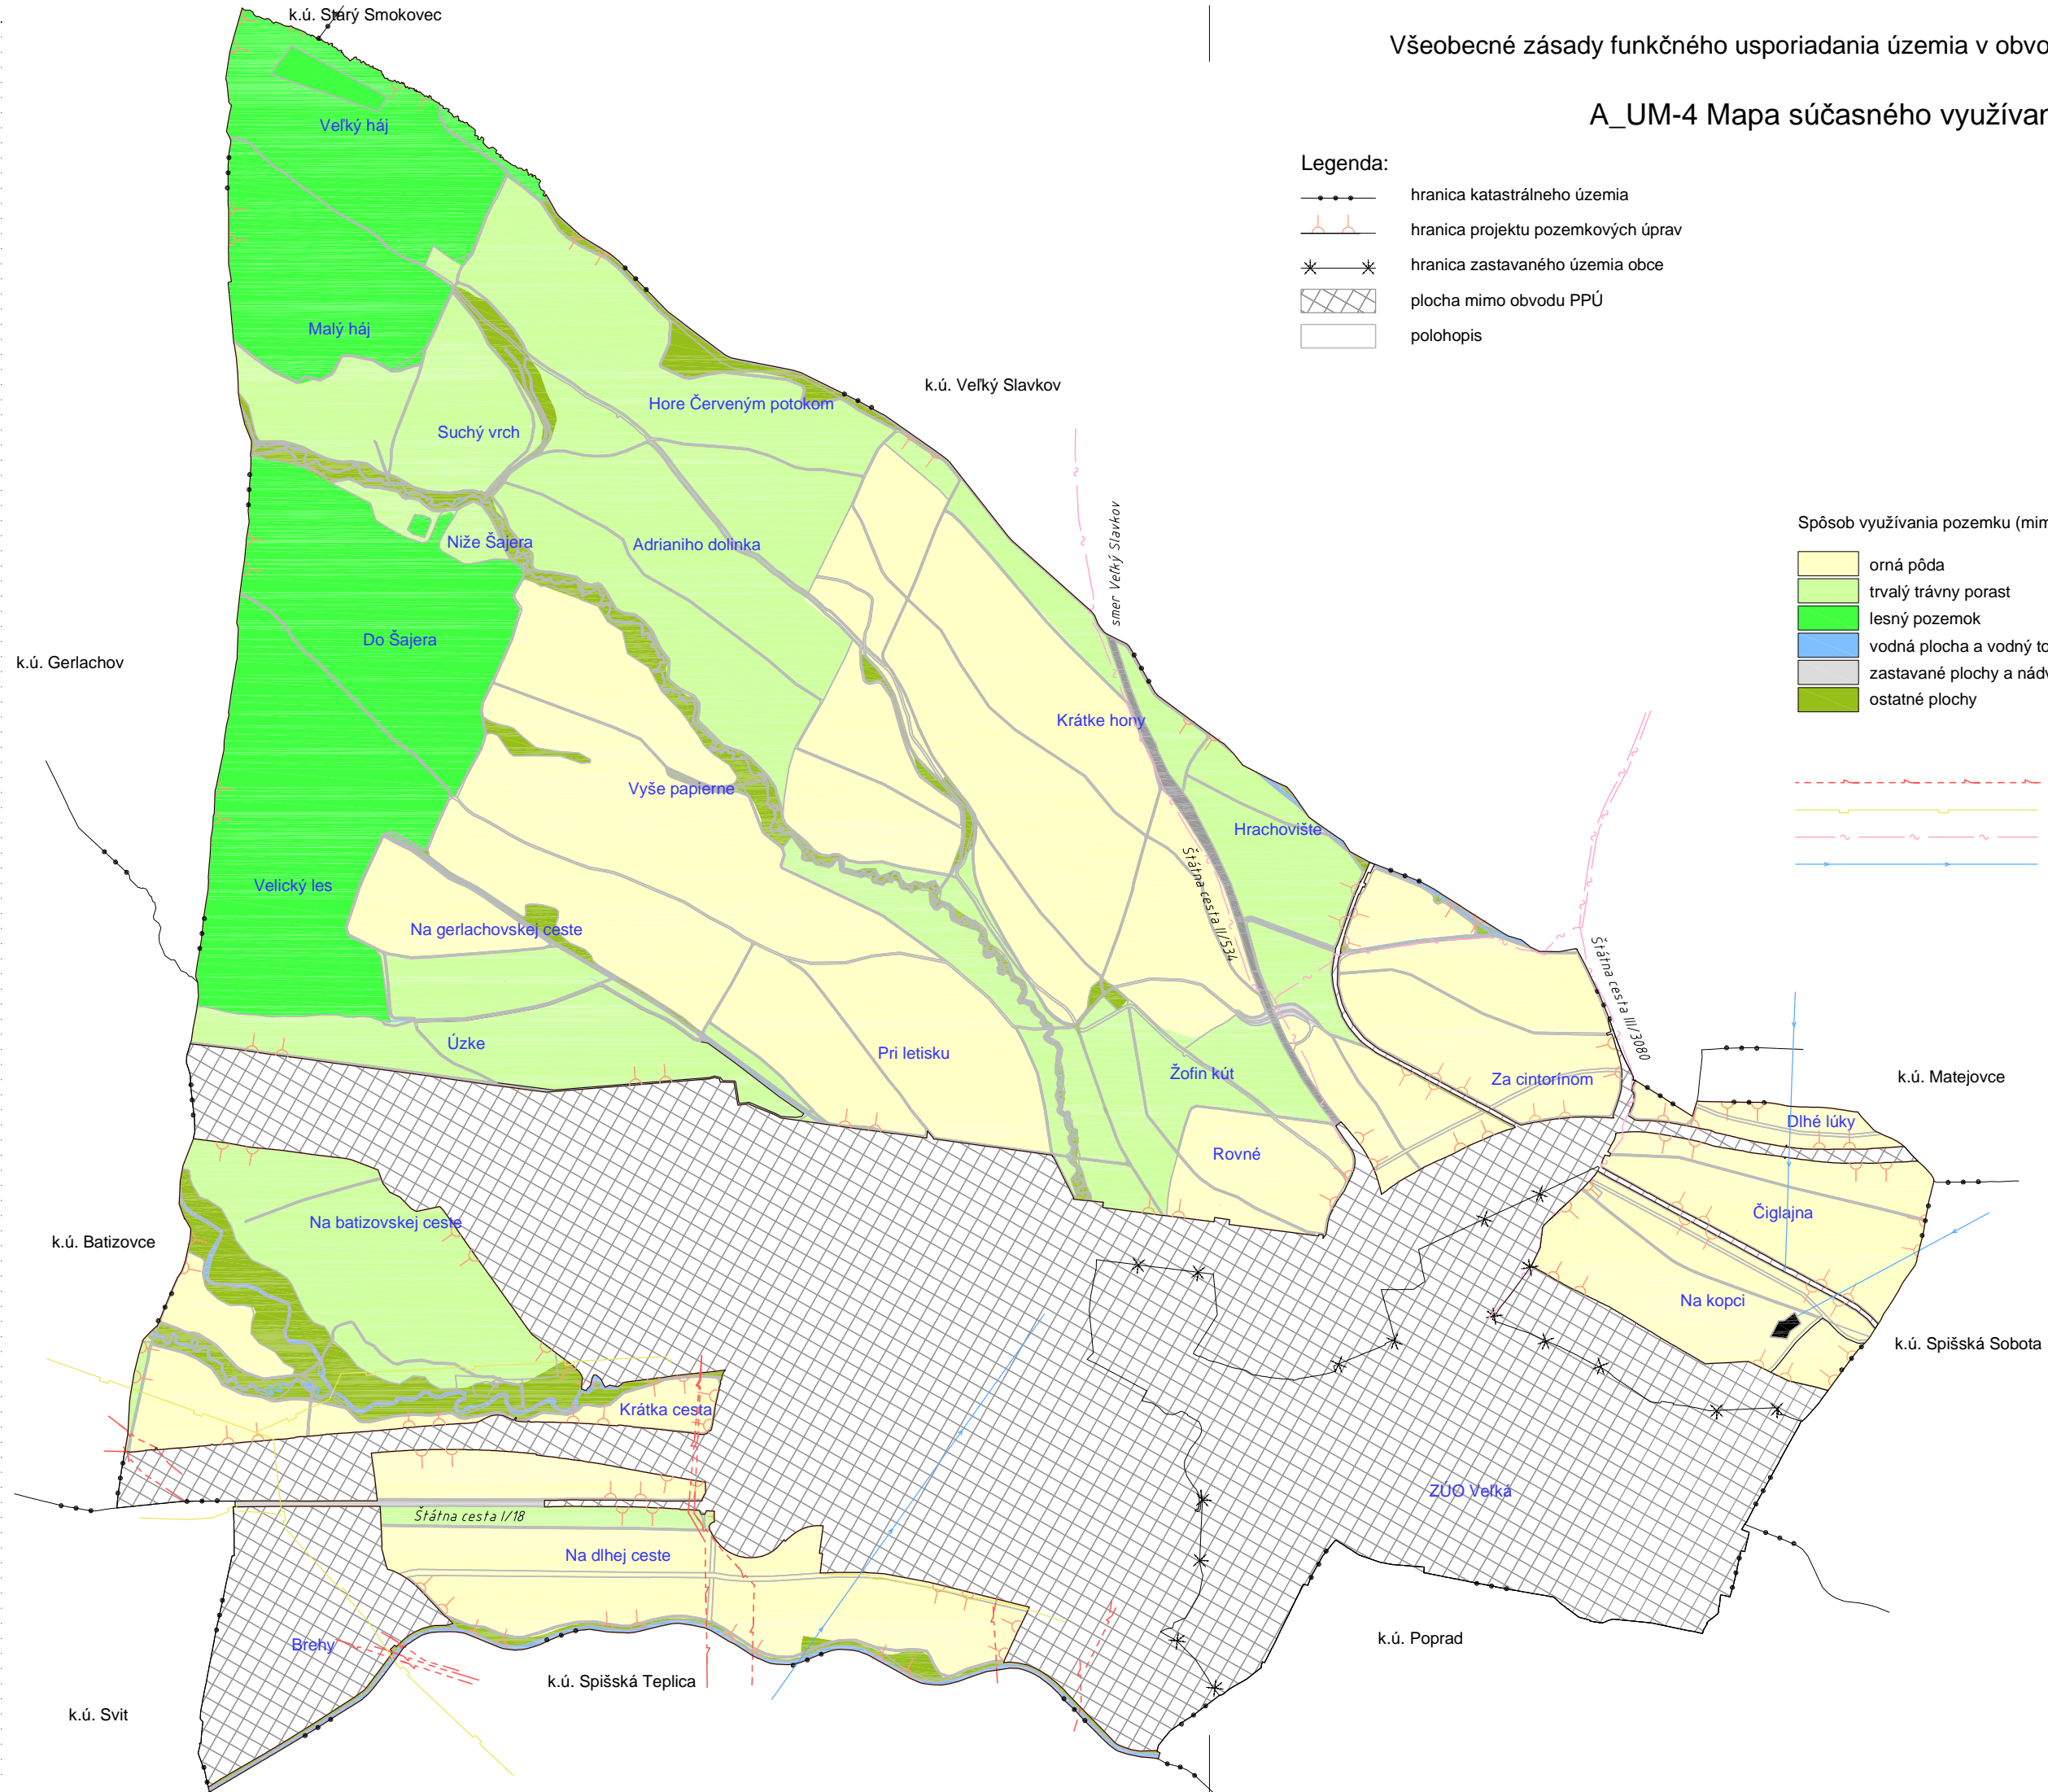 k.ú. Starý Smokovec
Všeobecné zásady funkčného usporiadania územia v obvo
A_UM-4 Mapa súčasného využívan
Legenda:
hranica katastrálneho územia
hranica projektu pozemkových úprav
hranica zastavaného územia obce
plocha mimo obvodu PPÚ
polohopis
Veľký háj
Malý háj
k.ú. Veľký Slavkov
Hore Červeným potokom
Suchý vrch
smer Veľký Slavkov
Spôsob využívania pozemku (mim
orná pôda
trvalý trávny porast
lesný pozemok
vodná plocha a vodný to
zastavané plochy a nádv
ostatné plochy
Niže Šajera
Adrianiho dolinka
Do Šajera
k.ú. Gerlachov
Krátke hony
Vyše papierne
Hrachovište
Štátna cesta II/534
Velický les
Na gerlachovskej ceste
Štátna cesta III/3080
Úzke
Pri letisku
Žofin kút
Za cintorínom
k.ú. Matejovce
Dlhé lúky
Rovné
Čiglajna
Na batizovskej ceste
k.ú. Batizovce
Na kopci
k.ú. Spišská Sobota
Krátka cesta
ZÚO Veľká
Štátna cesta I/18
Na dlhej ceste
Brehy
k.ú. Poprad
k.ú. Spišská Teplica
k.ú. Svit